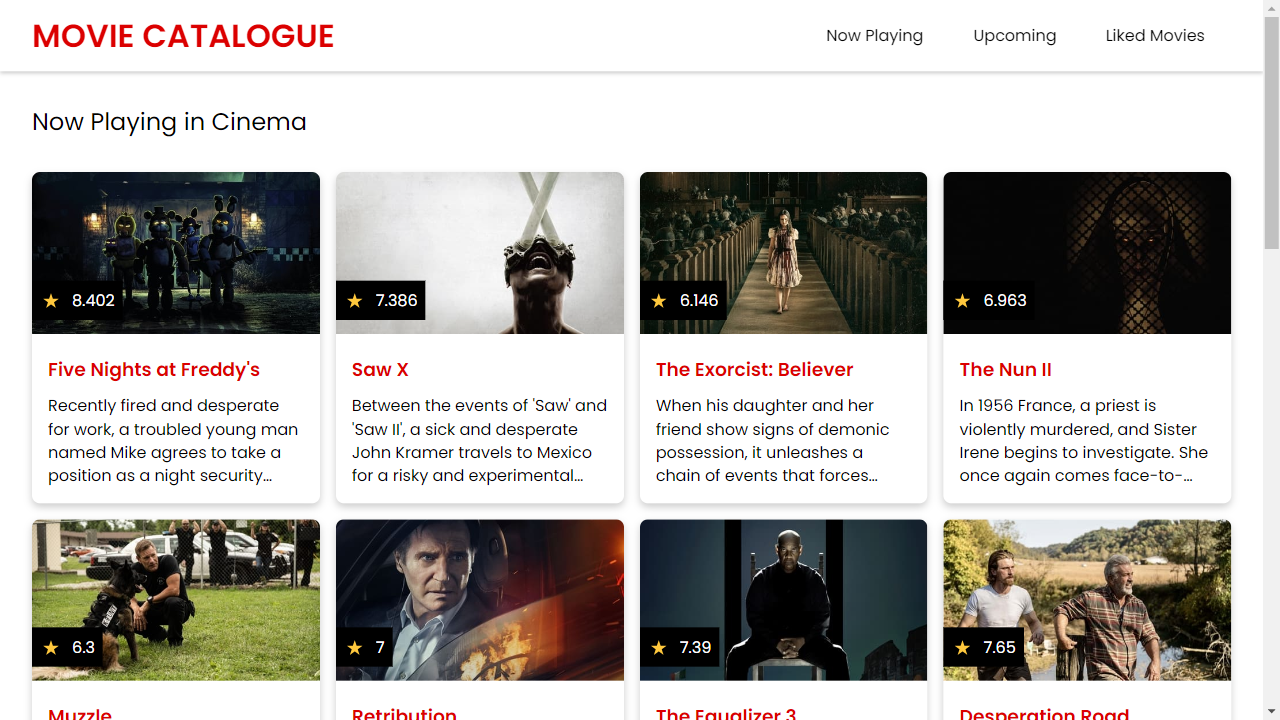 MOVIE CATALOGUE
Now Playing
Upcoming
Liked Movies
Now Playing in Cinema
8.402
7.386
6.146
6.963
Five Nights at Freddy's
Recently fired and desperate
for work, a troubled young man
named Mike agrees to take a
position as a night security...
Saw X
Between the events of 'Saw' and
'Saw II', a sick and desperate
John Kramer travels to Mexico
for a risky and experimental...
The Exorcist: Believer
When his daughter and her
friend show signs of demonic
possession, it unleashes a
chain of events that forces...
The Nun II
In 1956 France, a priest is
violently murdered, and Sister
Irene begins to investigate. She
once again comes face-to-...
6.3
7
7.39
7.65
Muzzle
Retribution
The Equalizer 3
Desperation Road